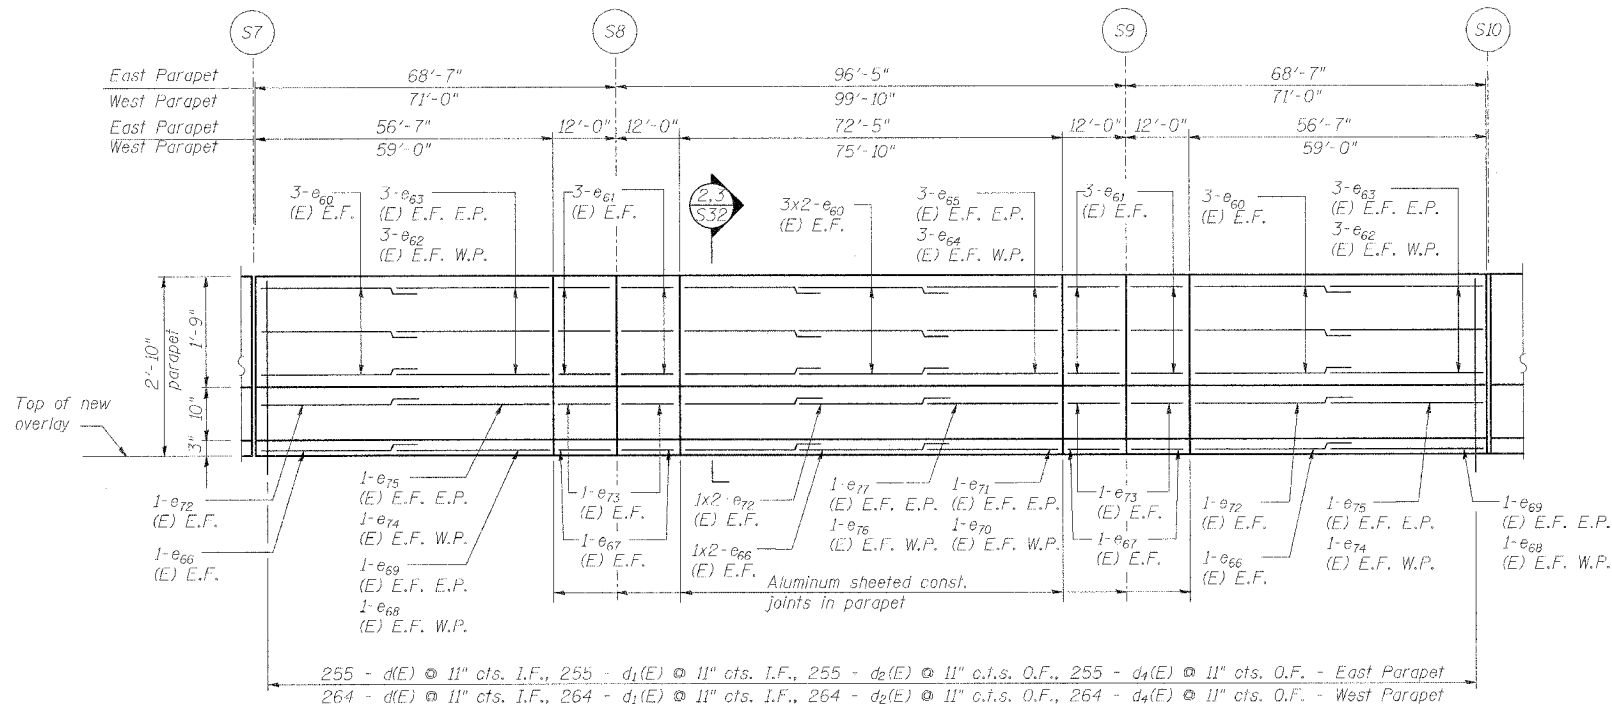 S7 S8 S9 S10
East Parapet 68'-7" 96'-5" 68'-7"
West Parapet 71'-0" 99'-10" 71'-0"
East Parapet 56'-7" 12'-0" 12'-0" 72'-5" 12'-0" 12'-0" 56'-7"
West Parapet 59'-0" 75'-10" 59'-0"
3-e60 (E) E.F.
3-e63 (E) E.F. E.P.
3-e62 (E) E.F. W.P.
3-e61 (E) E.F.
2,3
S32
3x2-e60 (E) E.F.
3-e65 (E) E.F. E.P.
3-e64 (E) E.F. W.P.
3-e61 (E) E.F.
3-e60 (E) E.F.
3-e63 (E) E.F. E.P.
3-e62 (E) E.F. W.P.
2'-10" parapet
1'-9"
10"
3"
Top of new
overlay
1-e72 (E) E.F.
1-e66 (E) E.F.
1-e75 (E) E.F. E.P.
1-e74 (E) E.F. W.P.
1-e69 (E) E.F. E.P.
1-e68 (E) E.F. W.P.
1-e73 (E) E.F.
1-e67 (E) E.F.
1x2-e72 (E) E.F.
1x2-e66 (E) E.F.
1-e77 (E) E.F. E.P.
1-e76 (E) E.F. W.P.
1-e71 (E) E.F. E.P.
1-e70 (E) E.F. W.P.
1-e73 (E) E.F.
1-e67 (E) E.F.
1-e72 (E) E.F.
1-e66 (E) E.F.
1-e75 (E) E.F. E.P.
1-e74 (E) E.F. W.P.
1-e69 (E) E.F. E.P.
1-e68 (E) E.F. W.P.
Aluminum sheeted const.
joints in parapet
255 - d(E) @ 11" cts. I.F., 255 - d1(E) @ 11" cts. I.F., 255 - d2(E) @ 11" c.t.s. O.F., 255 - d4(E) @ 11" cts. O.F. - East Parapet
264 - d(E) @ 11" cts. I.F., 264 - d1(E) @ 11" cts. I.F., 264 - d2(E) @ 11" c.t.s. O.F., 264 - d4(E) @ 11" cts. O.F. - West Parapet